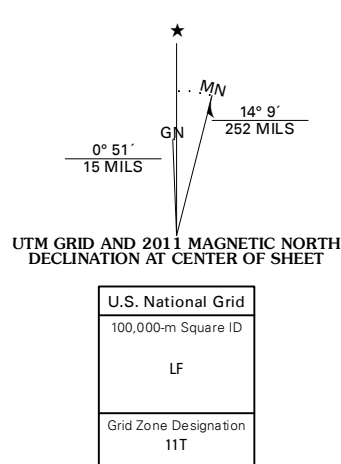 ★
MN
GN
14° 9´
252 MILS
0° 51´
15 MILS
UTM GRID AND 2011 MAGNETIC NORTH
DECLINATION AT CENTER OF SHEET
U.S. National Grid
100,000-m Square ID
LF
Grid Zone Designation
11T